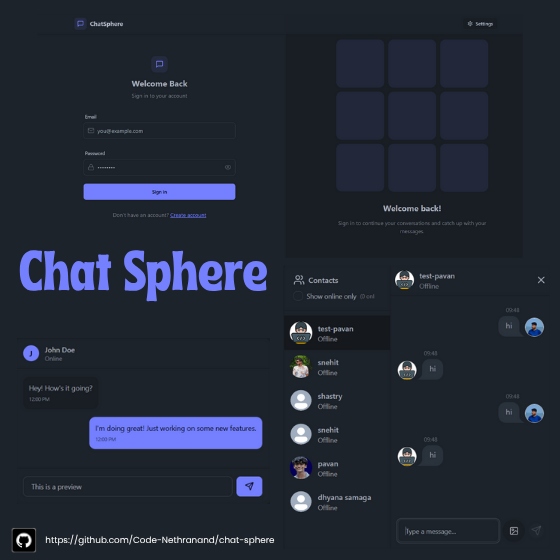 ChatSphere
Settings
Welcome Back
Sign in to your account
Email
you@example.com
Password
Sign in
Don't have an account? Create account
Welcome back!
Sign in to continue your conversations and catch up with your
messages.
Chat Sphere
J
John Doe
Online
Hey! How's it going?
12:00 PM
I'm doing great! Just working on some new features.
12:00 PM
This is a preview
Contacts
Show online only
test-pavan
Offline
snehit
Offline
shastry
Offline
snehit
Offline
pavan
Offline
dhyana samaga
Offline
test-pavan
Offline
09:48
hi
09:48
hi
09:48
hi
09:48
hi
Type a message...
https://github.com/Code-Nethranand/chat-sphere